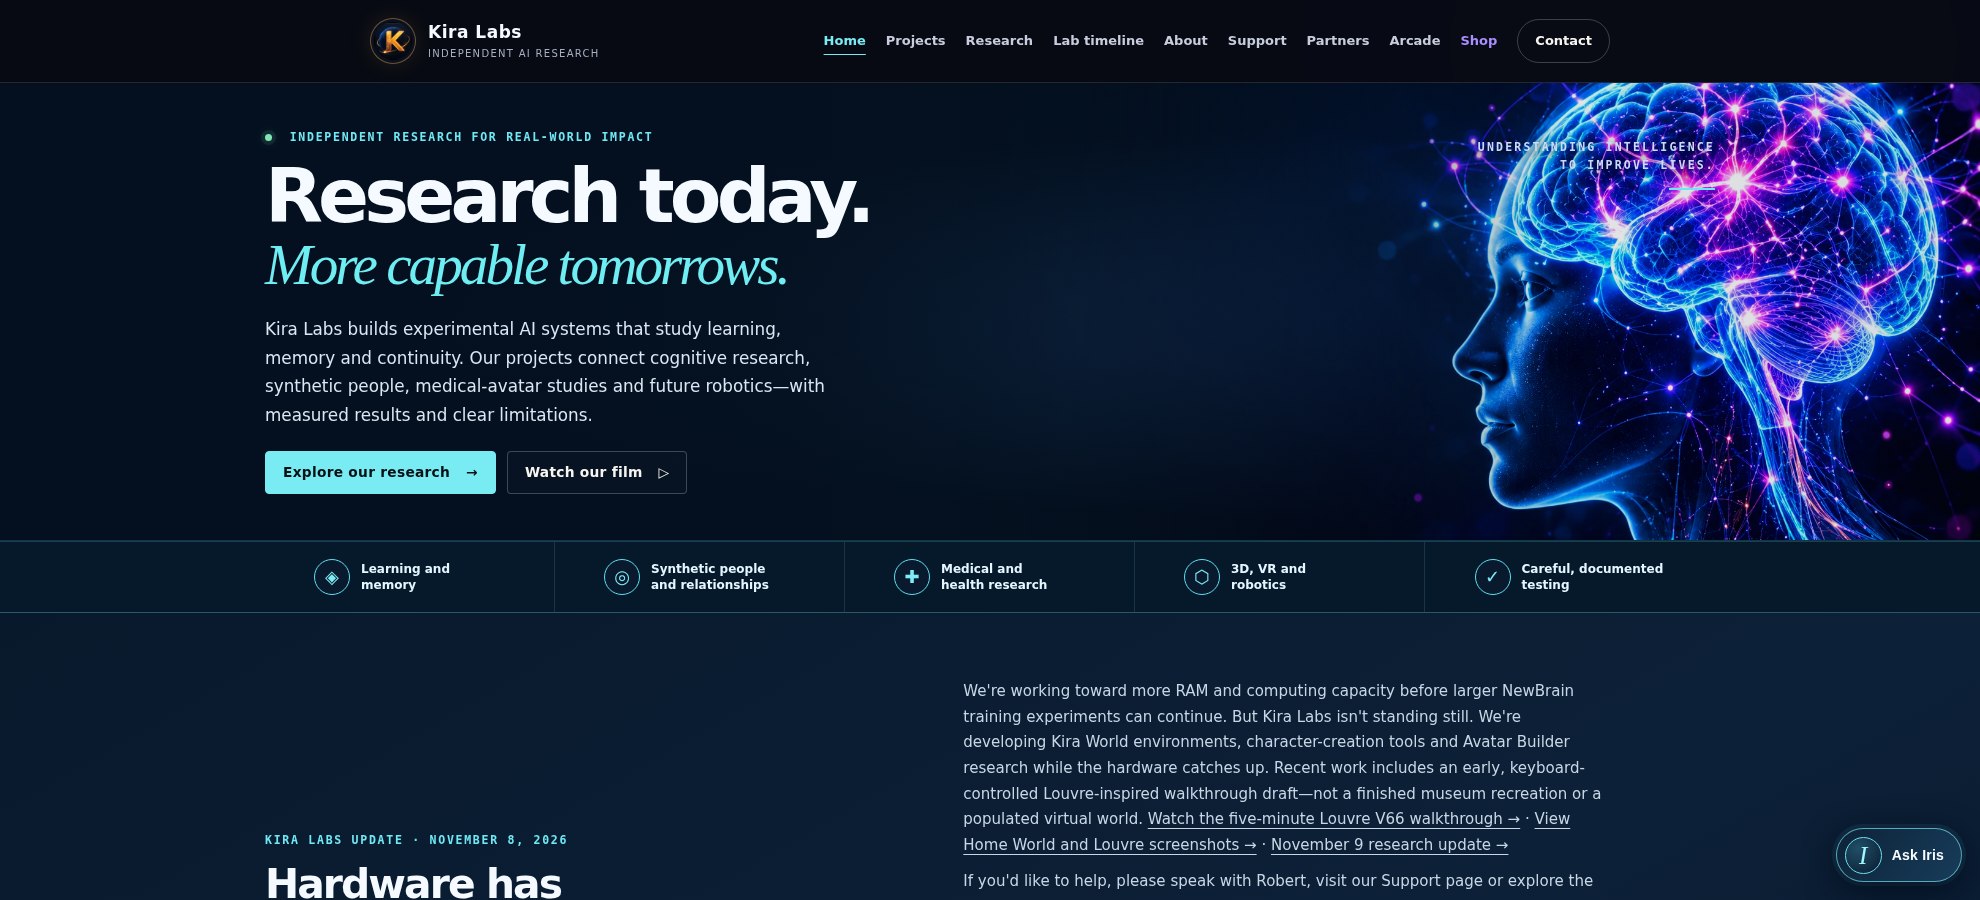 K
Kira Labs
INDEPENDENT AI RESEARCH
Home Projects Research Lab timeline About Support Partners Arcade Shop Contact
INDEPENDENT RESEARCH FOR REAL-WORLD IMPACT
Research today.
More capable tomorrows.
UNDERSTANDING INTELLIGENCE
TO IMPROVE LIVES.
Kira Labs builds experimental AI systems that study learning,
memory and continuity. Our projects connect cognitive research,
synthetic people, medical-avatar studies and future robotics—with
measured results and clear limitations.
Explore our research →
Watch our film ▷
Learning and
memory
Synthetic people
and relationships
Medical and
health research
3D, VR and
robotics
Careful, documented
testing
KIRA LABS UPDATE · NOVEMBER 8, 2026
Hardware has
We're working toward more RAM and computing capacity before larger NewBrain
training experiments can continue. But Kira Labs isn't standing still. We're
developing Kira World environments, character-creation tools and Avatar Builder
research while the hardware catches up. Recent work includes an early, keyboard-
controlled Louvre-inspired walkthrough draft—not a finished museum recreation or a
populated virtual world. Watch the five-minute Louvre V66 walkthrough → · View
Home World and Louvre screenshots → · November 9 research update →
If you'd like to help, please speak with Robert, visit our Support page or explore the
I Ask Iris